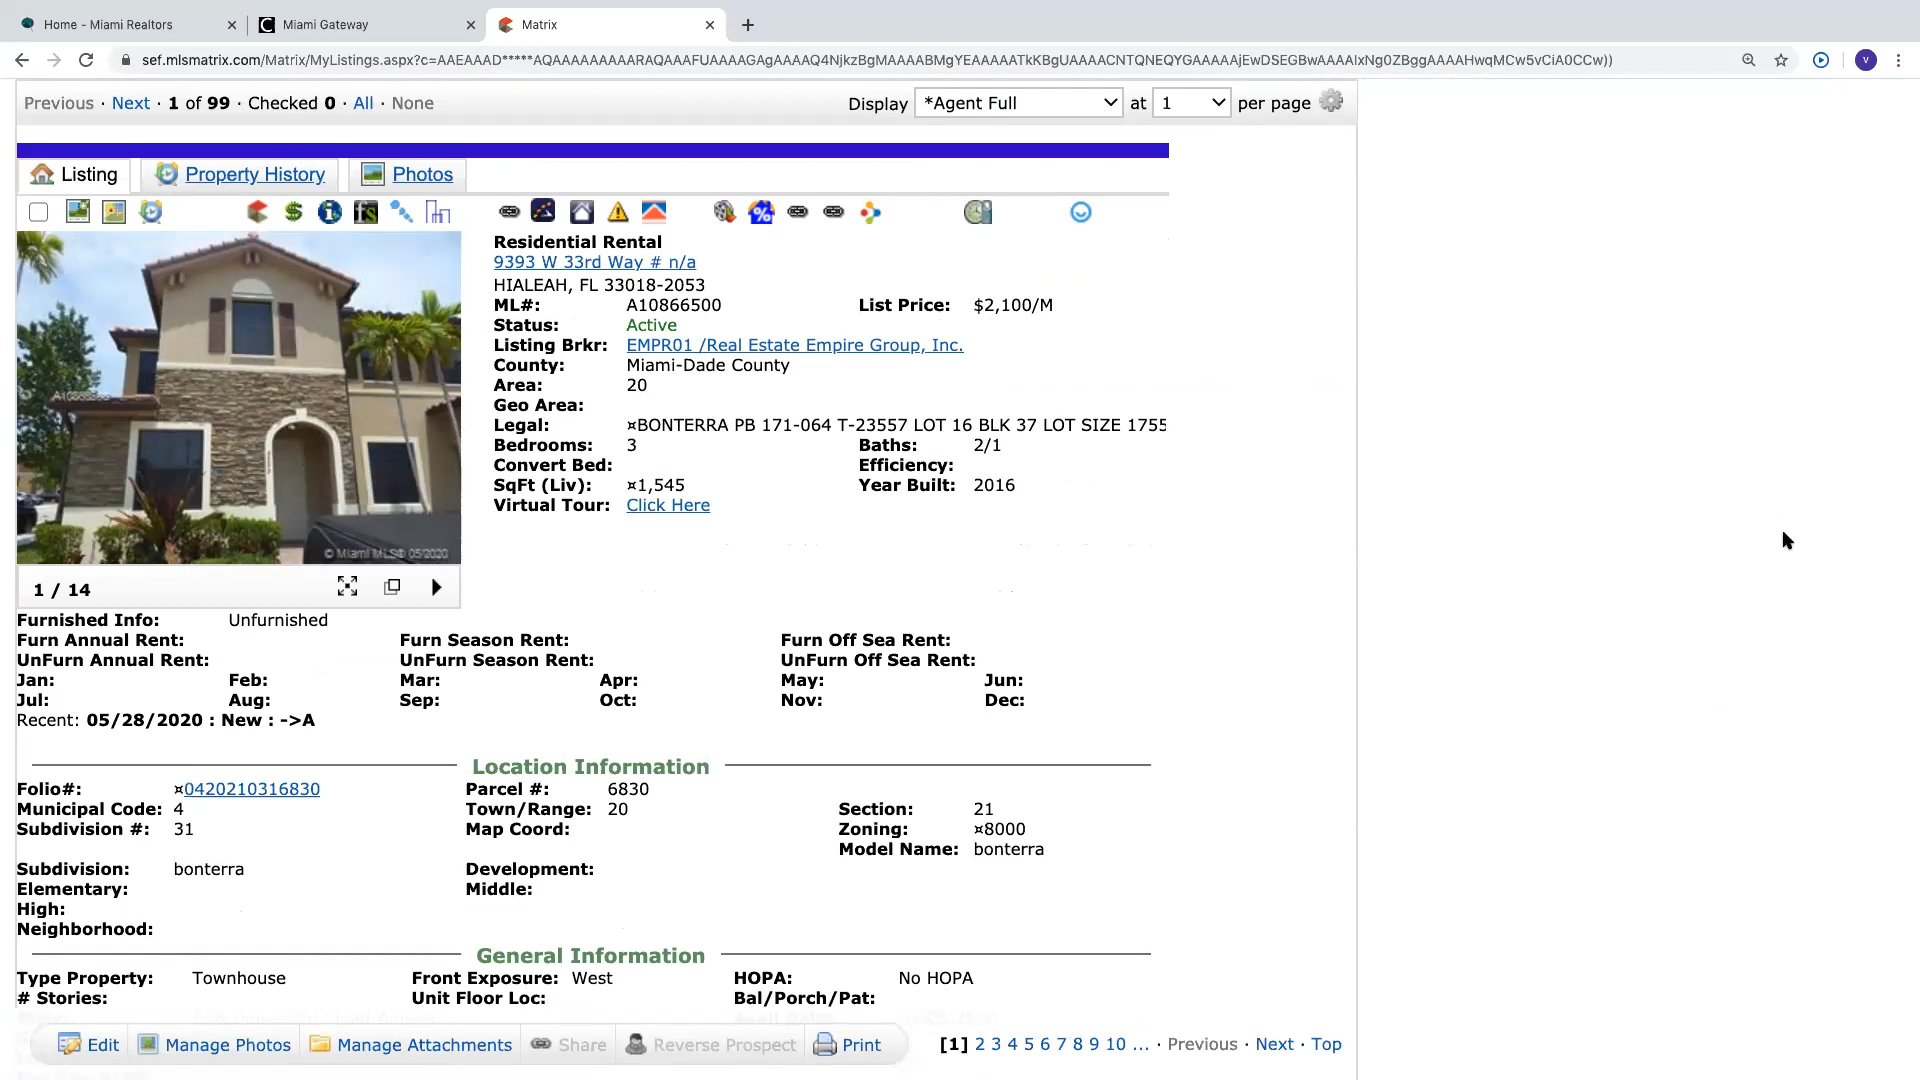 Home - Miami Realtors
Miami Gateway
Matrix
sef.mlsmatrix.com/Matrix/MyListings.aspx?c=AAEAAAD*****AQAAAAAAAAARAQAAAFUAAAAGAgAAAAQ4NjkzBgMAAAABMgYEAAAAATkKBgUAAAACNTQNEQYGAAAAAjEwDSEGBwAAAAIxNg0ZBggAAAAHwqMCw5vCiA0CCw))
v
Previous · Next · 1 of 99 · Checked 0 · All · None
Display *Agent Full at 1 per page
Listing Property History Photos
Residential Rental
9393 W 33rd Way # n/a
HIALEAH, FL 33018-2053
ML#: A10866500 List Price: $2,100/M
Status: Active
Listing Brkr: EMPR01 /Real Estate Empire Group, Inc.
County: Miami-Dade County
Area: 20
Geo Area:
Legal: ¤BONTERRA PB 171-064 T-23557 LOT 16 BLK 37 LOT SIZE 1755
Bedrooms: 3 Baths: 2/1
Convert Bed: Efficiency:
SqFt (Liv): ¤1,545 Year Built: 2016
Virtual Tour: Click Here
© Miami MLS® 05/2020
1 / 14
Furnished Info: Unfurnished
Furn Annual Rent: Furn Season Rent: Furn Off Sea Rent:
UnFurn Annual Rent: UnFurn Season Rent: UnFurn Off Sea Rent:
Jan: Feb: Mar: Apr: May: Jun:
Jul: Aug: Sep: Oct: Nov: Dec:
Recent: 05/28/2020 : New : ->A
Location Information
Folio#: ¤0420210316830 Parcel #: 6830
Municipal Code: 4 Town/Range: 20 Section: 21
Subdivision #: 31 Map Coord: Zoning: ¤8000
Model Name: bonterra
Subdivision: bonterra Development:
Elementary: Middle:
High:
Neighborhood:
General Information
Type Property: Townhouse Front Exposure: West HOPA: No HOPA
# Stories: Unit Floor Loc: Bal/Porch/Pat:
Edit Manage Photos Manage Attachments Share Reverse Prospect Print [1] 2 3 4 5 6 7 8 9 10 ... · Previous · Next · Top